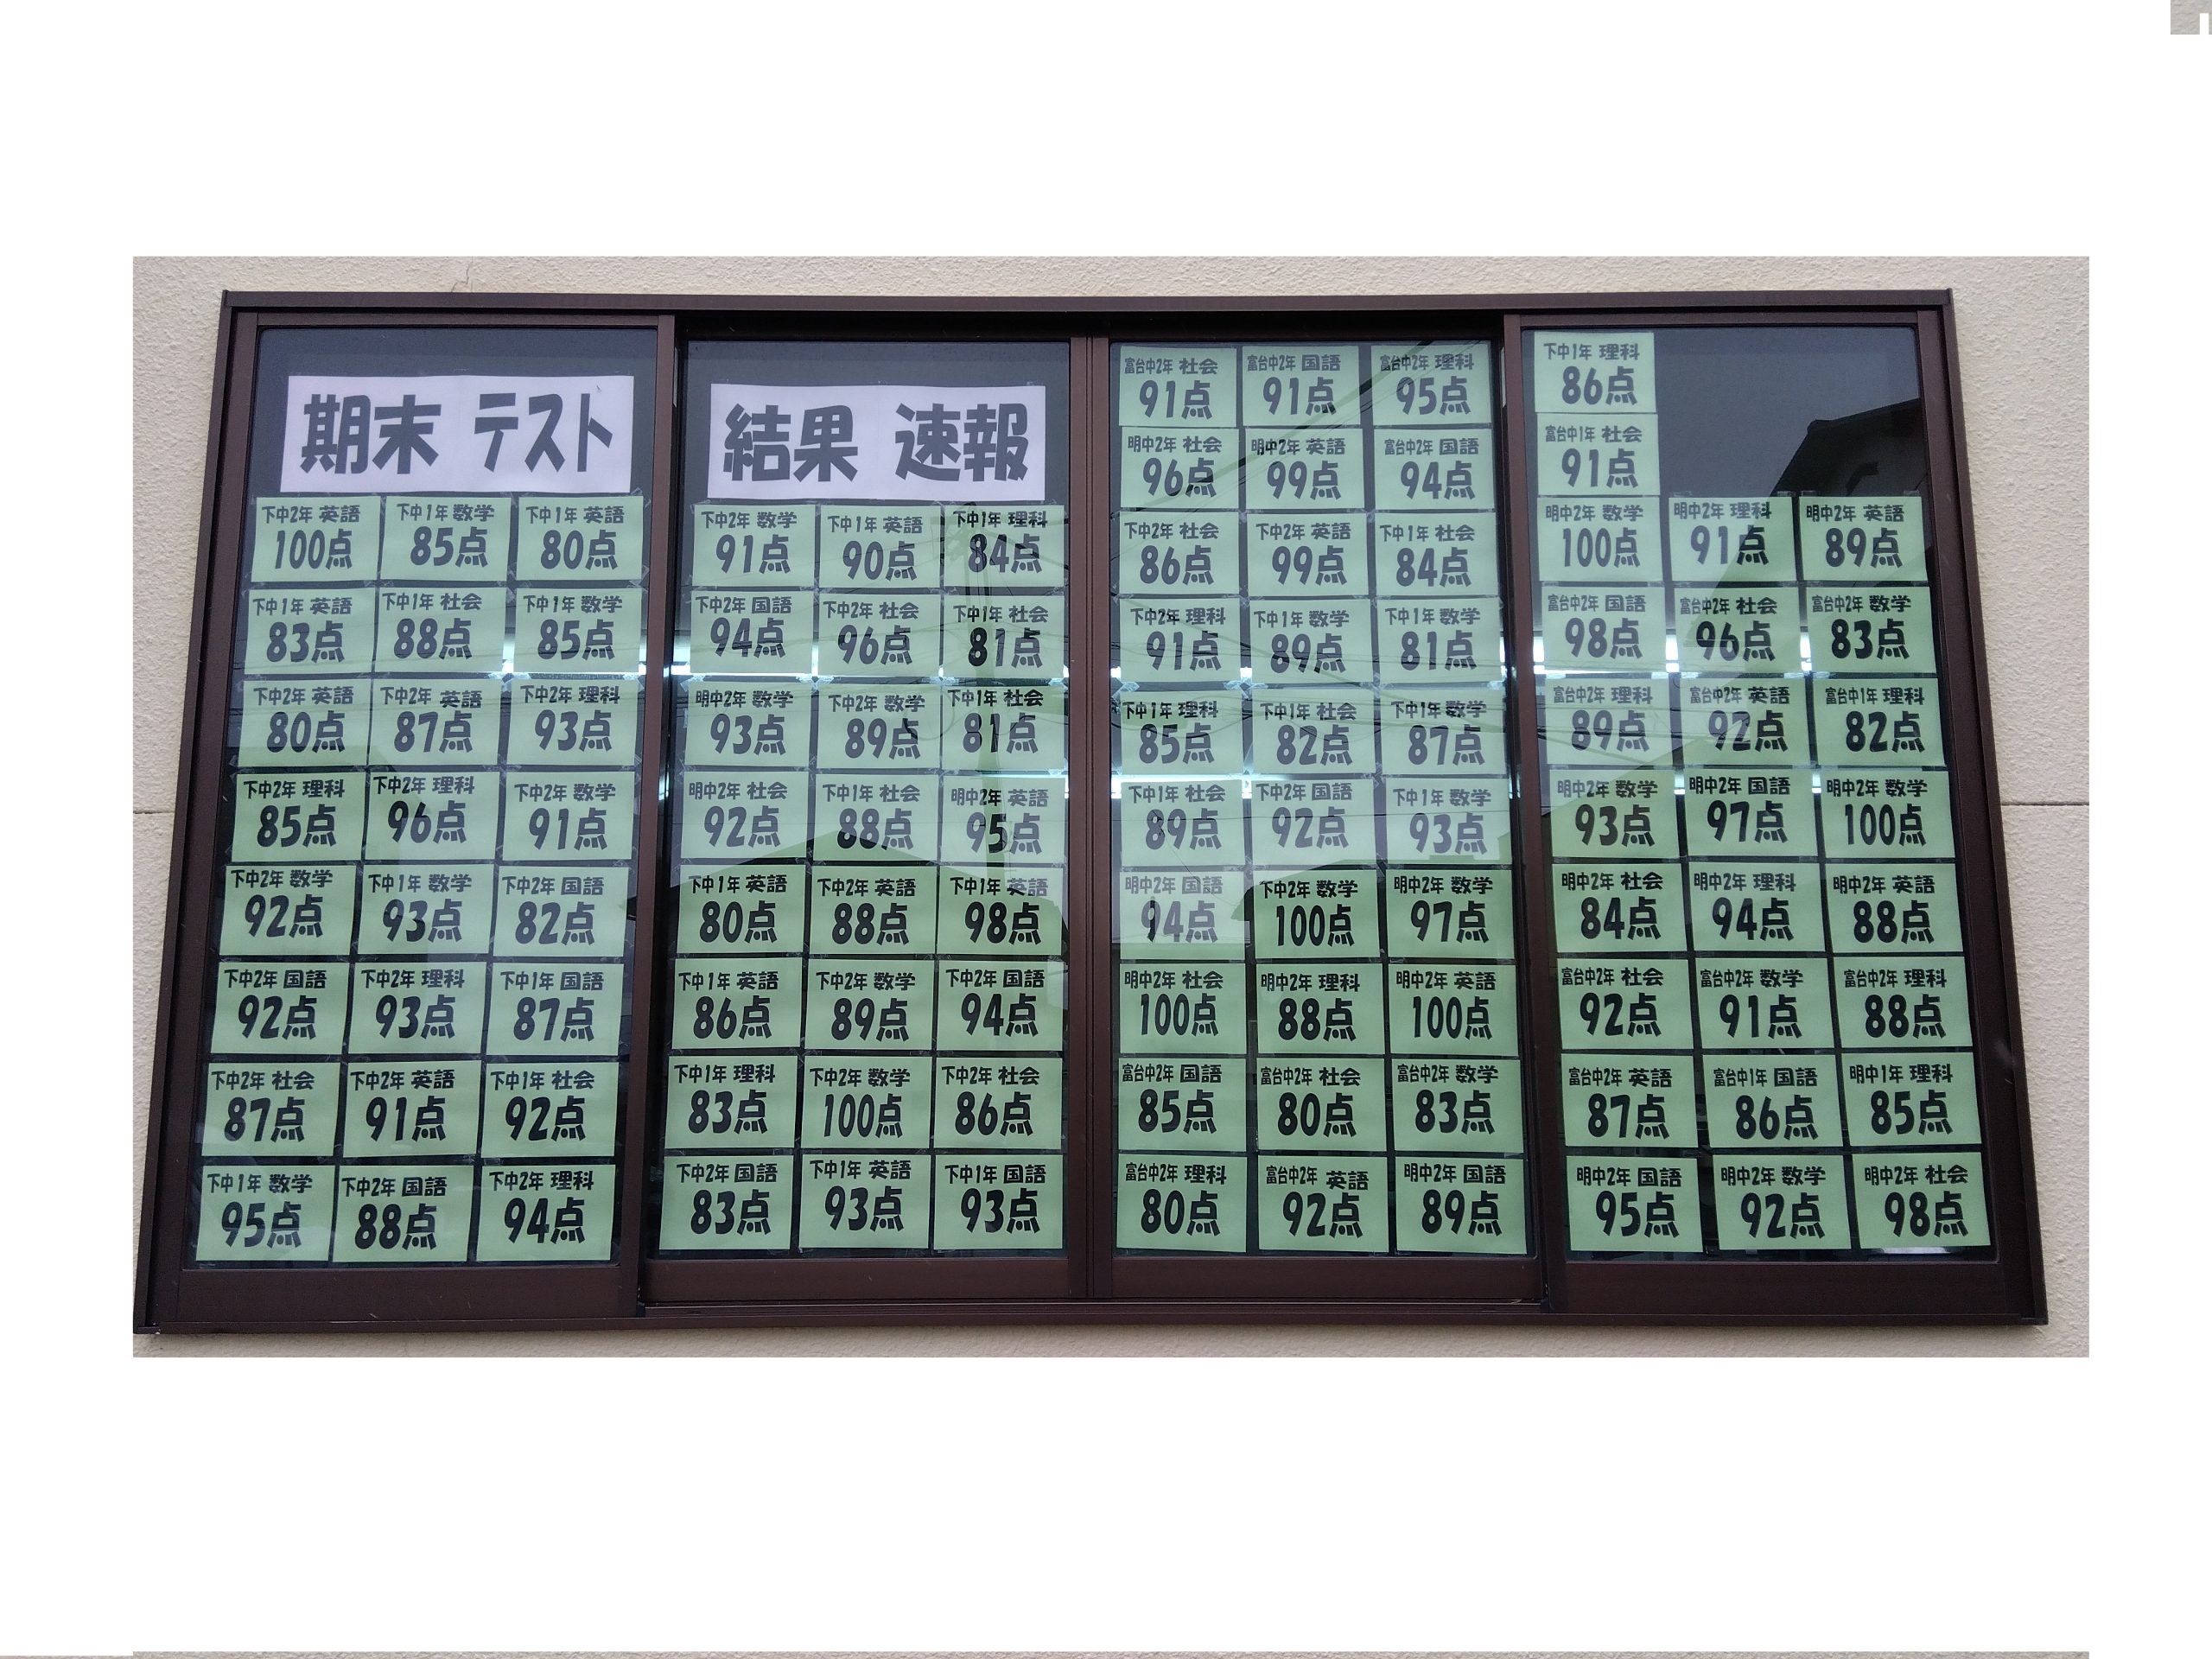 期末 テスト
下中2年 英語
100点
下中1年 数学
85点
下中1年 英語
80点
下中1年 英語
83点
下中1年 社会
88点
下中1年 数学
85点
下中2年 英語
80点
下中2年 英語
87点
下中2年 理科
93点
下中2年 理科
85点
下中2年 理科
96点
下中2年 数学
91点
下中2年 数学
92点
下中1年 数学
93点
下中2年 国語
82点
下中2年 国語
92点
下中2年 理科
93点
下中1年 国語
87点
下中2年 社会
87点
下中2年 英語
91点
下中1年 社会
92点
下中1年 数学
95点
下中2年 国語
88点
下中2年 理科
94点
結果 速報
下中2年 数学
91点
下中1年 英語
90点
下中1年 理科
84点
下中2年 国語
94点
下中2年 社会
96点
下中1年 社会
81点
明中2年 数学
93点
下中2年 数学
89点
下中1年 社会
81点
明中2年 社会
92点
下中1年 社会
88点
明中2年 英語
95点
下中1年 英語
80点
下中2年 英語
88点
下中1年 英語
98点
下中1年 英語
86点
下中2年 数学
89点
下中2年 国語
94点
下中1年 理科
83点
下中2年 数学
100点
下中2年 社会
86点
下中2年 国語
83点
下中1年 英語
93点
下中1年 国語
93点
富台中2年 社会
91点
富台中2年 国語
91点
富台中2年 理科
95点
明中2年 社会
96点
明中2年 英語
99点
富台中2年 国語
94点
下中2年 社会
86点
下中2年 英語
99点
下中1年 社会
84点
下中2年 理科
91点
下中1年 数学
89点
下中1年 数学
81点
下中1年 理科
85点
下中1年 社会
82点
下中1年 数学
87点
下中1年 社会
89点
下中2年 国語
92点
下中1年 数学
93点
明中2年 国語
94点
下中2年 数学
100点
明中2年 数学
97点
明中2年 社会
100点
明中2年 理科
88点
明中2年 英語
100点
富台中2年 国語
85点
富台中2年 社会
80点
富台中2年 数学
83点
富台中2年 理科
80点
富台中2年 英語
92点
明中2年 国語
89点
下中1年 理科
86点
富台中1年 社会
91点
明中2年 数学
100点
明中2年 理科
91点
明中2年 英語
89点
富台中2年 国語
98点
富台中2年 社会
96点
富台中2年 数学
83点
富台中2年 理科
89点
富台中2年 英語
92点
富台中1年 理科
82点
明中2年 数学
93点
明中2年 国語
97点
明中2年 数学
100点
明中2年 社会
84点
明中2年 理科
94点
明中2年 英語
88点
富台中2年 社会
92点
富台中2年 数学
91点
富台中2年 理科
88点
富台中2年 英語
87点
富台中1年 国語
86点
明中1年 理科
85点
明中2年 国語
95点
明中2年 数学
92点
明中2年 社会
98点